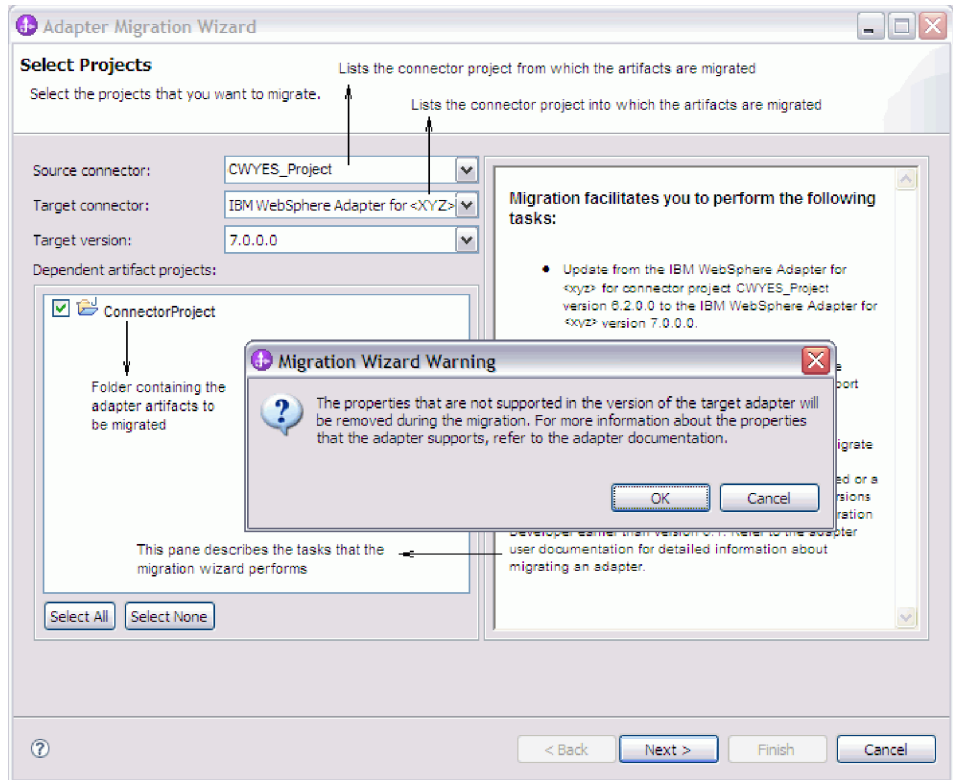 Adapter Migration Wizard
Select Projects
Select the projects that you want to migrate.
Lists the connector project from which the artifacts are migrated
Lists the connector project into which the artifacts are migrated
Source connector:
CWYES_Project
Target connector:
IBM WebSphere Adapter for <XYZ>
Target version:
7.0.0.0
Dependent artifact projects:
ConnectorProject
Folder containing the
adapter artifacts to
be migrated
This pane describes the tasks that the
migration wizard performs
Select All
Select None
Migration facilitates you to perform the following
tasks:
• Update from the IBM WebSphere Adapter for
<xyz> for connector project CWYES_Project
version 6.2.0.0 to the IBM WebSphere Adapter for
<xyz> version 7.0.0.0.
Migration Wizard Warning
The properties that are not supported in the version of the target adapter will
be removed during the migration. For more information about the properties
that the adapter supports, refer to the adapter documentation.
OK
Cancel
user documentation for detailed information about
migrating an adapter.
?
< Back
Next >
Finish
Cancel